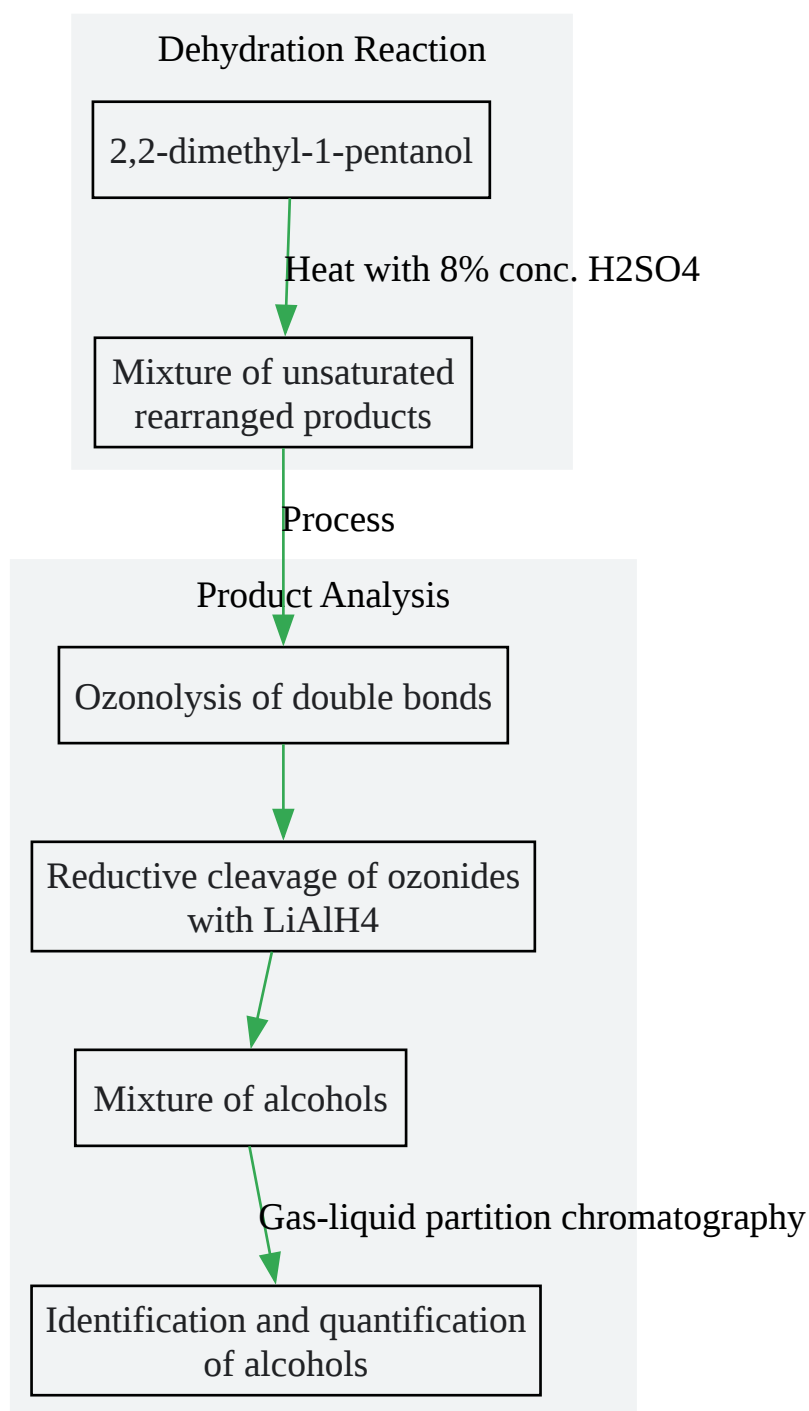 Dehydration Reaction
2,2-dimethyl-1-pentanol
Heat with 8% conc. H2SO4
Mixture of unsaturated
rearranged products
Process
Product Analysis
Ozonolysis of double bonds
Reductive cleavage of ozonides
with LiAlH4
Mixture of alcohols
Gas-liquid partition chromatography
Identification and quantification
of alcohols